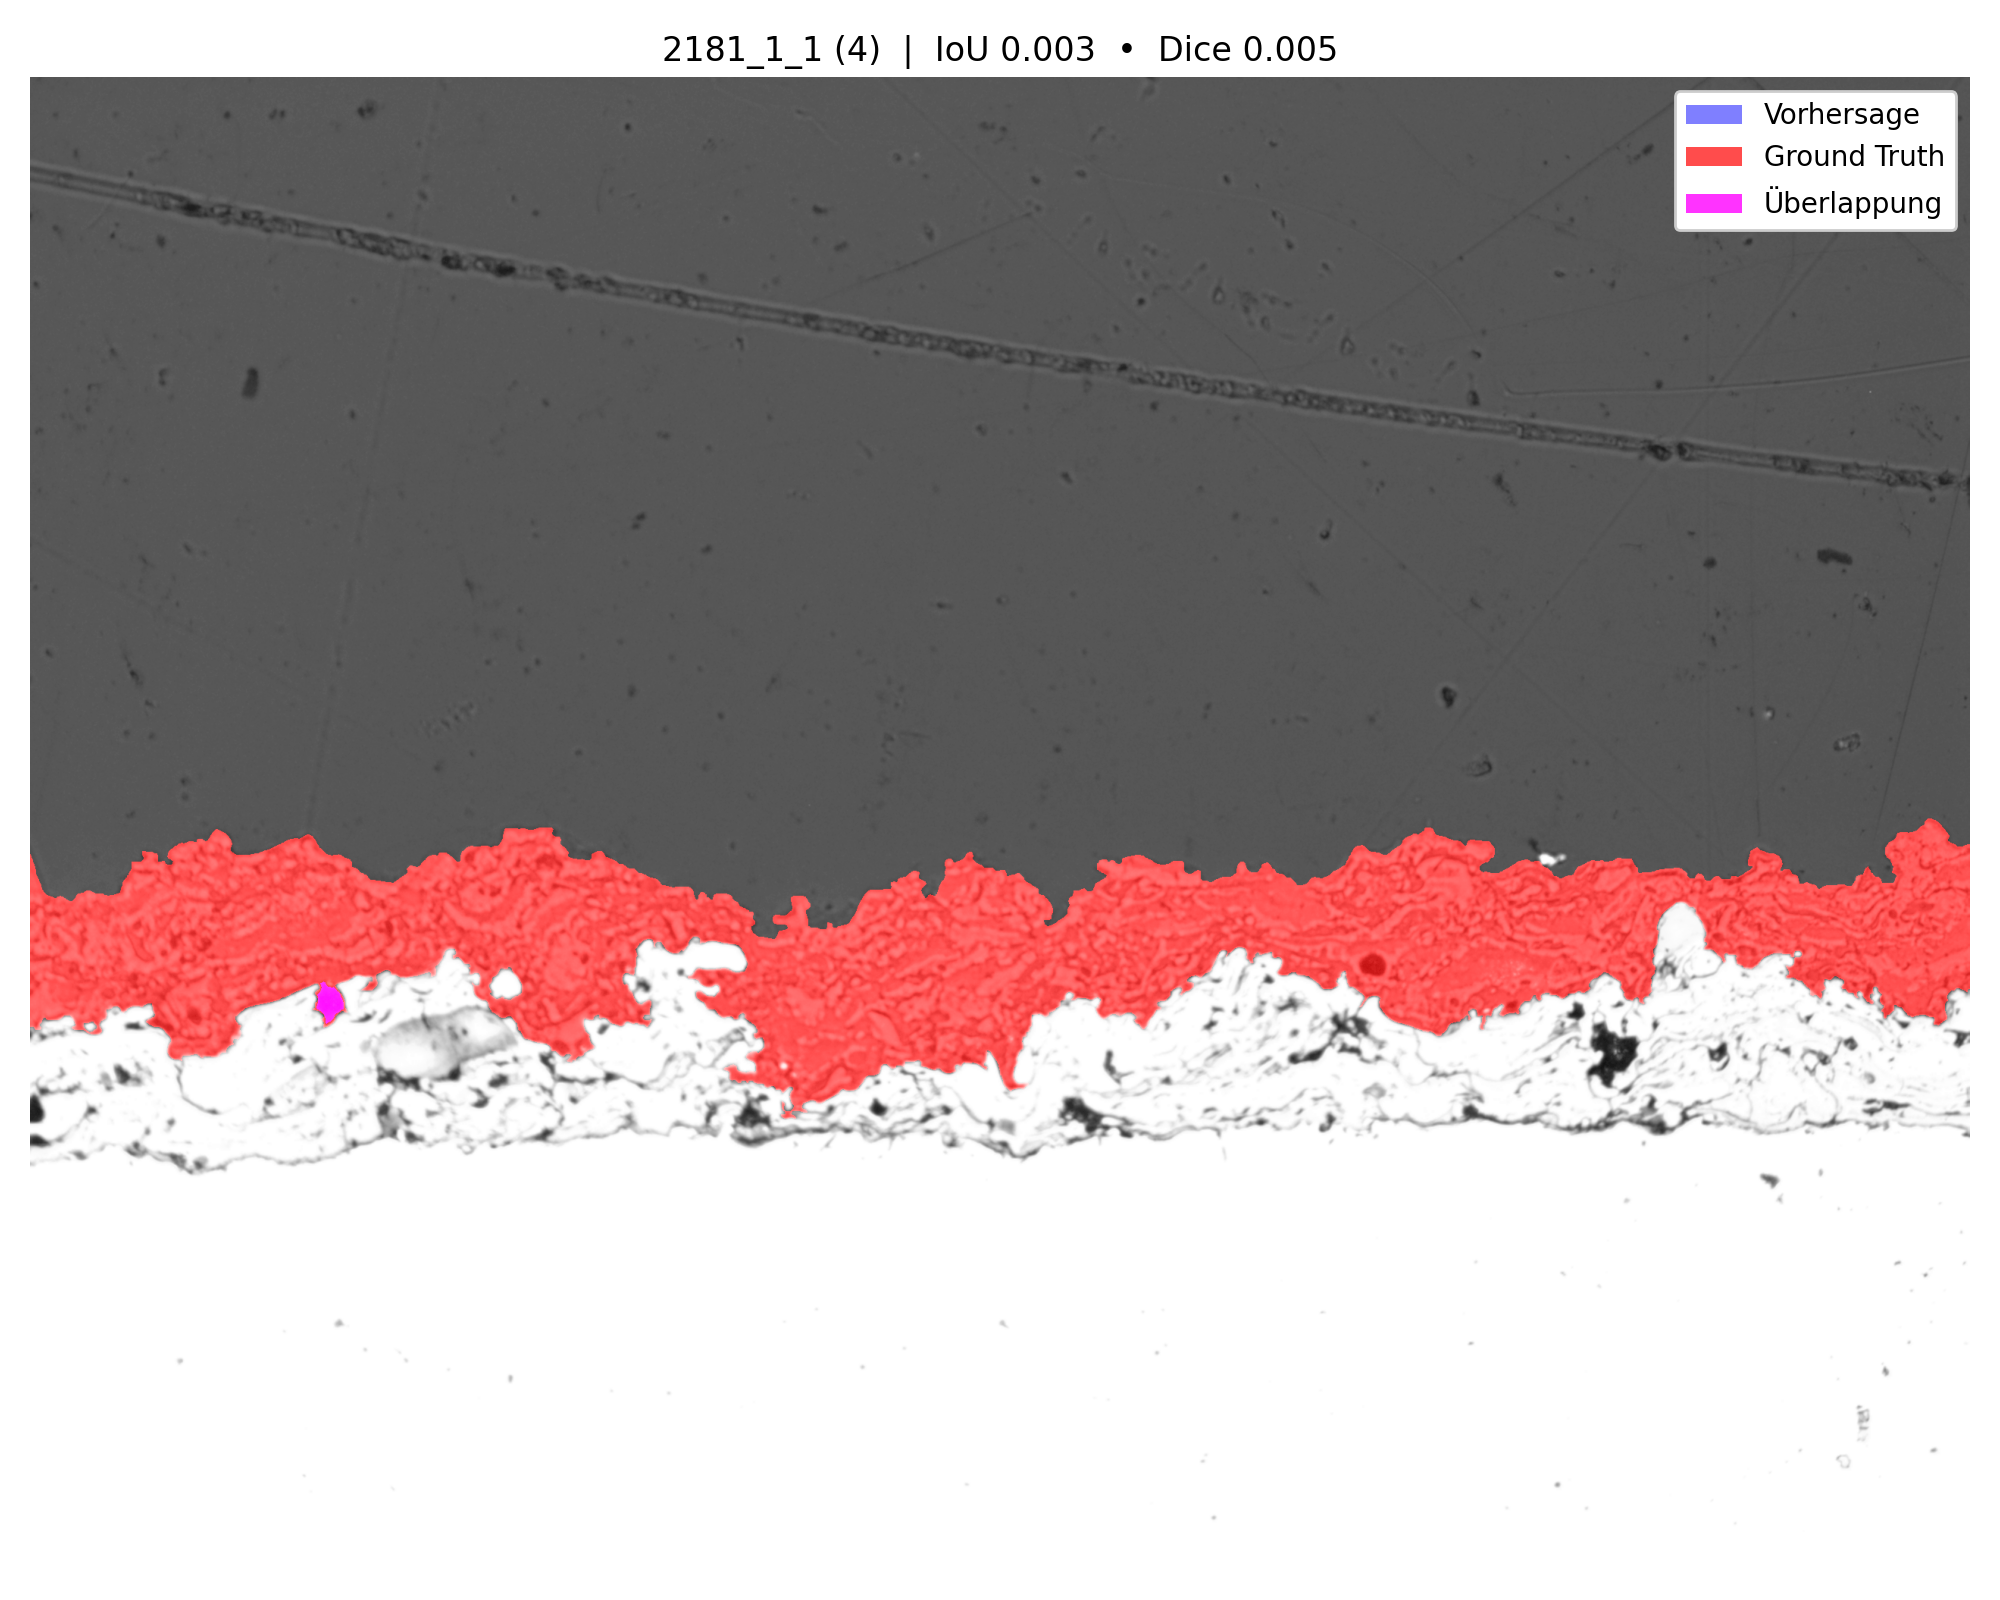 2181_1_1 (4) | IoU 0.003 • Dice 0.005
Vorhersage
Ground Truth
Überlappung